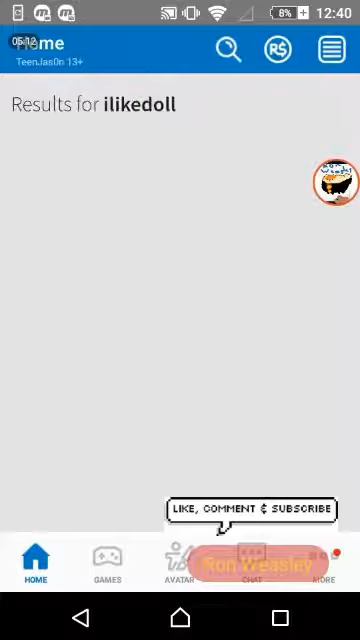 8% 12:40
05:12
Home
TeenJas0n 13+
R$
Results for ilikedoll
LIKE, COMMENT & SUBSCRIBE
Ron Weasley
HOME
GAMES
AVATAR
CHAT
MORE